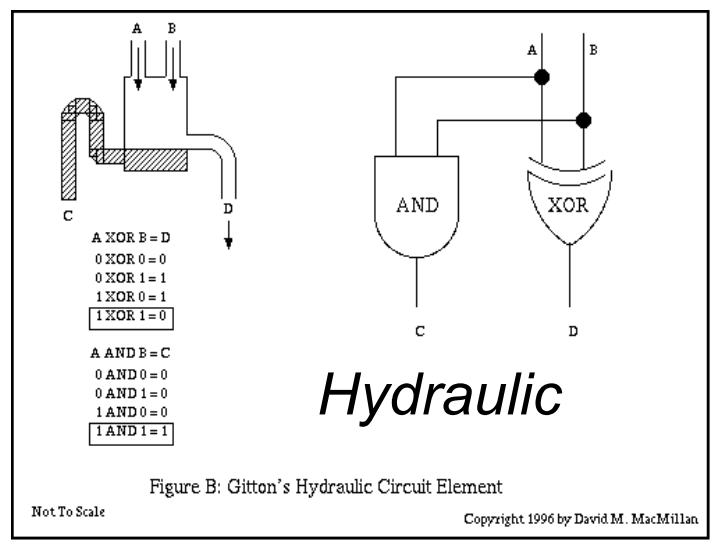 A B
A B
C
D
AND
XOR
C
D
A XOR B = D
0 XOR 0 = 0
0 XOR 1 = 1
1 XOR 0 = 1
1 XOR 1 = 0
A AND B = C
0 AND 0 = 0
0 AND 1 = 0
1 AND 0 = 0
1 AND 1 = 1
Hydraulic
Figure B: Gitton's Hydraulic Circuit Element
Not To Scale
Copyright 1996 by David M. MacMillan